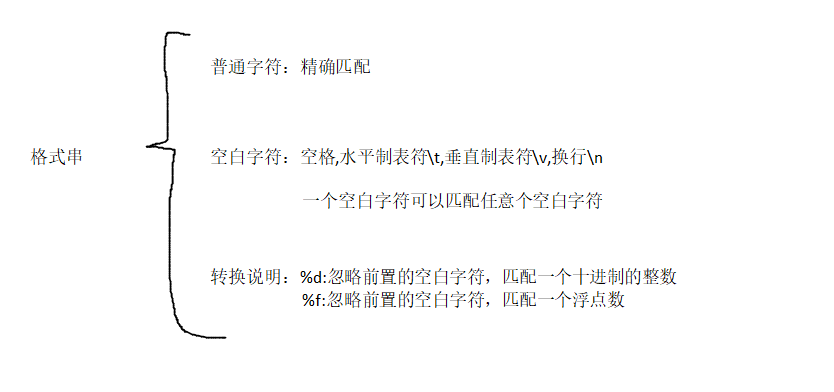 普通字符：精确匹配
格式串
空白字符：空格,水平制表符\t,垂直制表符\v,换行\n
一个空白字符可以匹配任意个空白字符
转换说明：%d:忽略前置的空白字符，匹配一个十进制的整数
%f:忽略前置的空白字符，匹配一个浮点数